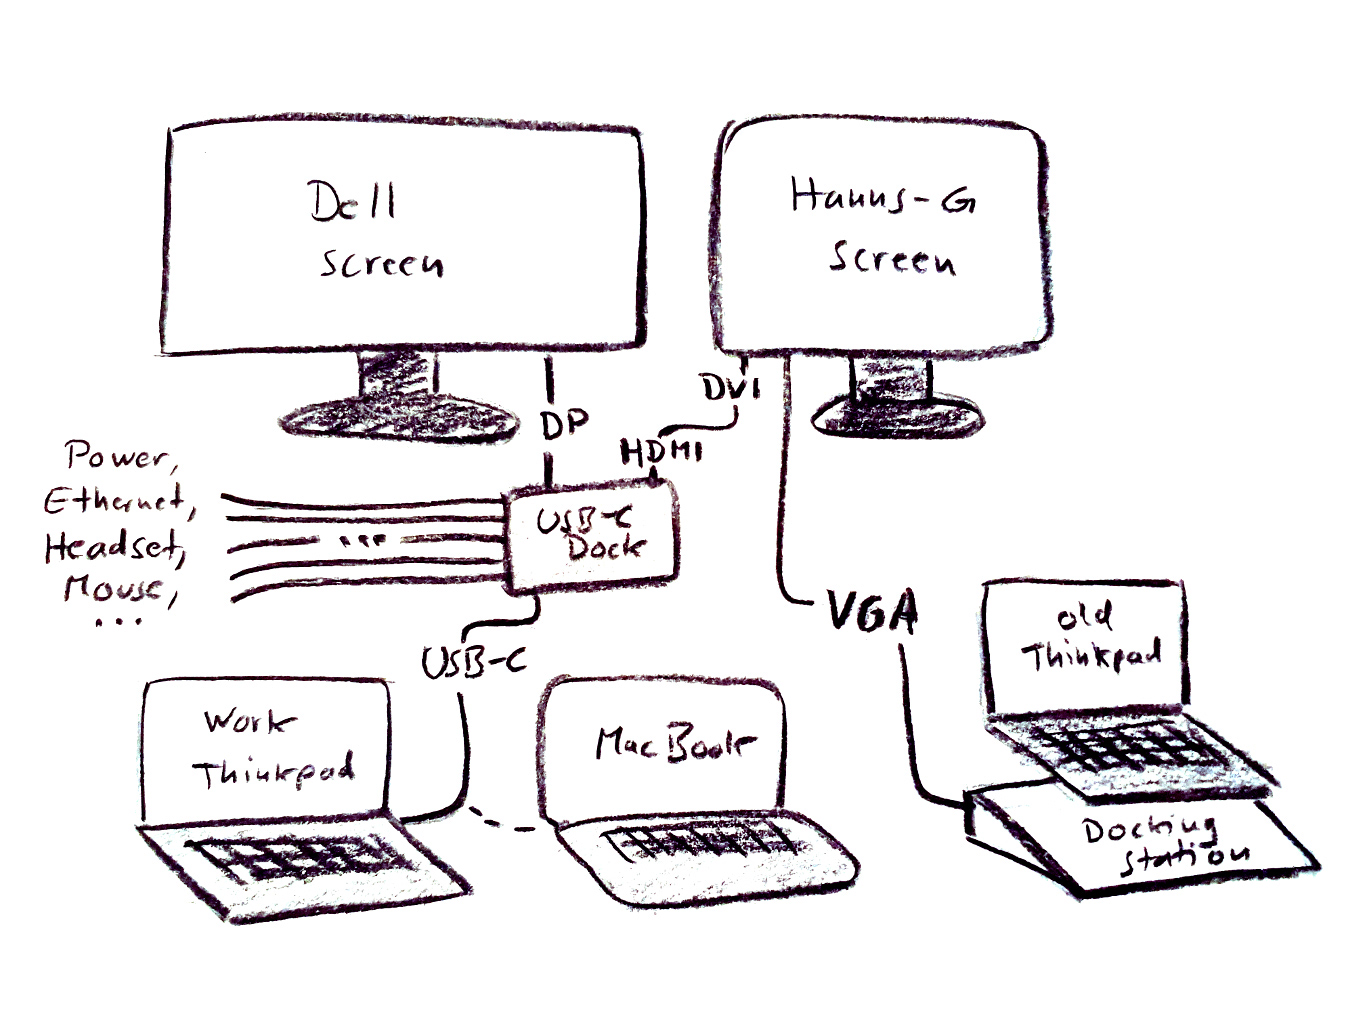 Dell
screen
Hanns-G
screen
DVI
DP
HDMI
Power,
Ethernet,
Headset,
Mouse,
...
...
USB-C
Dock
USB-C
VGA
old
Thinkpad
Work
Thinkpad
MacBook
Docking
station